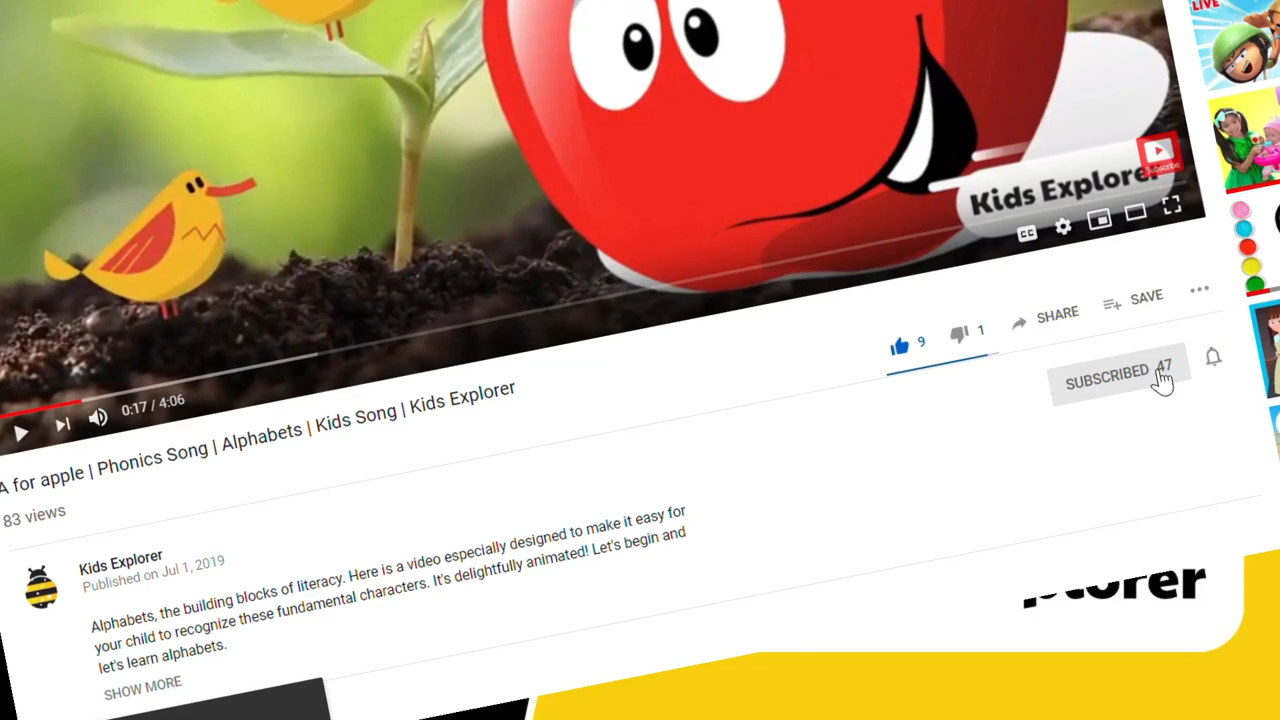 LIVE
Kids Explorer
Subscribe
CC
0:17 / 4:06
A for apple | Phonics Song | Alphabets | Kids Song | Kids Explorer
83 views
9 1 SHARE SAVE
SUBSCRIBED 47
Kids Explorer
Published on Jul 1, 2019
Alphabets, the building blocks of literacy. Here is a video especially designed to make it easy for
your child to recognize these fundamental characters. It's delightfully animated! Let's begin and
let's learn alphabets.
SHOW MORE